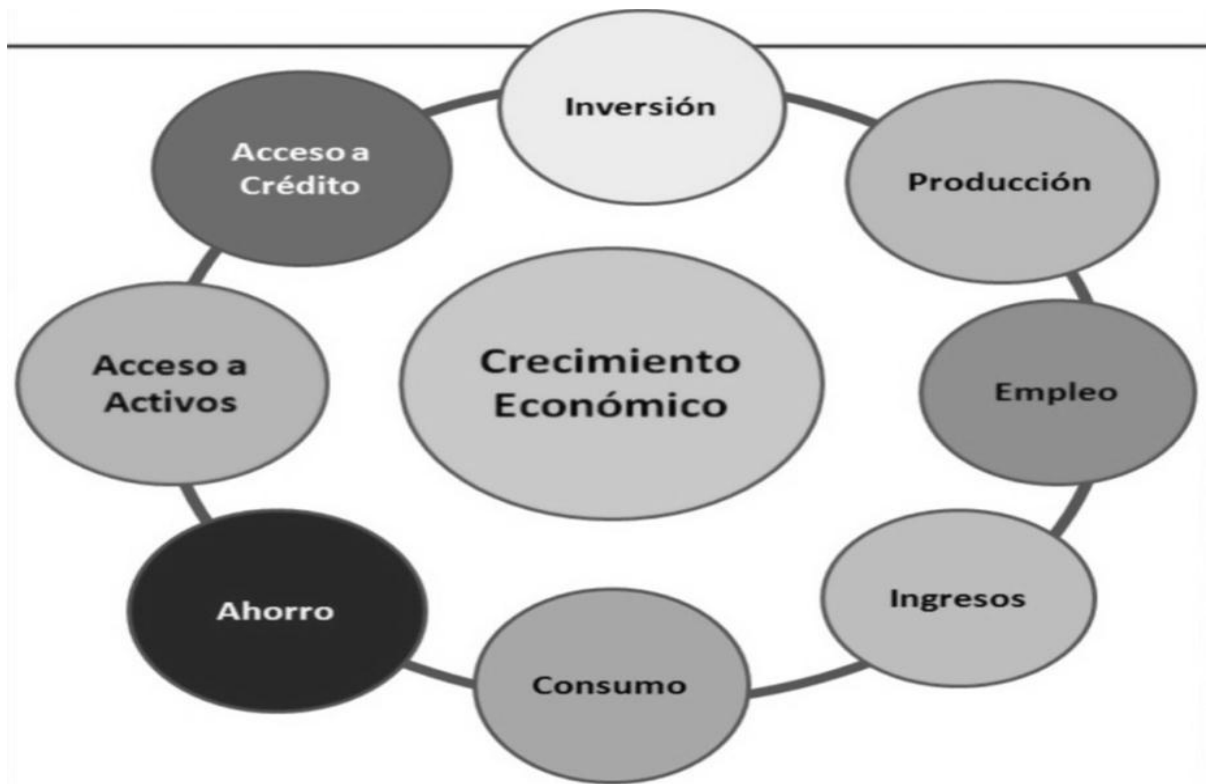 Inversión
Producción
Empleo
Ingresos
Consumo
Ahorro
Acceso a
Activos
Acceso a
Crédito
Crecimiento
Económico